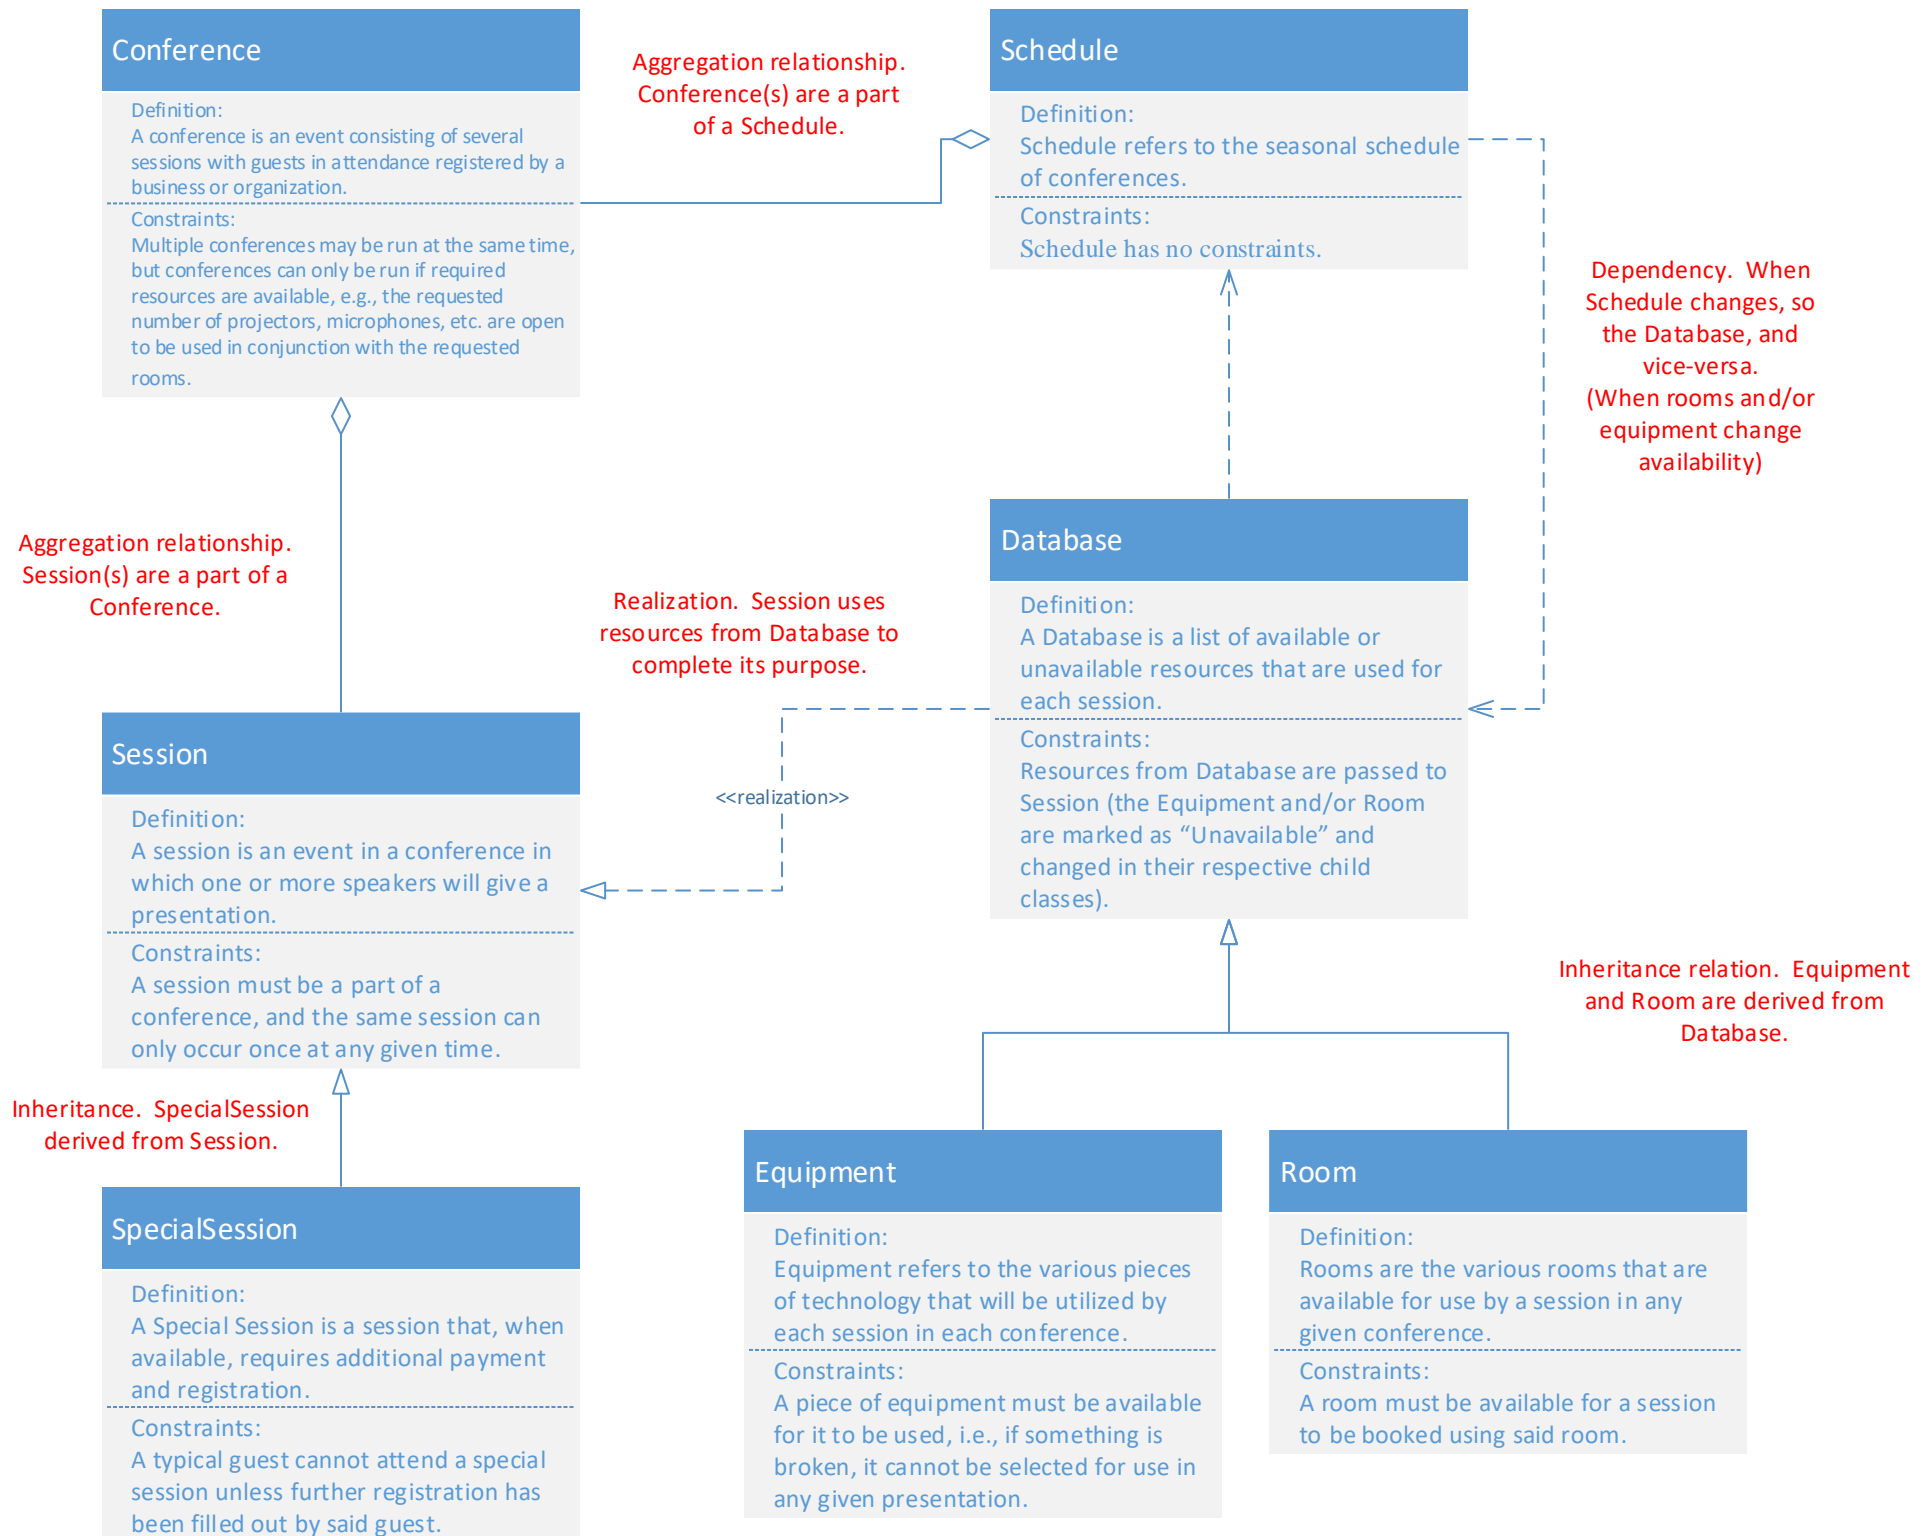 Conference
Definition:
A conference is an event consisting of several
sessions with guests in attendance registered by a
business or organization.
Constraints:
Multiple conferences may be run at the same time,
but conferences can only be run if required
resources are available, e.g., the requested
number of projectors, microphones, etc. are open
to be used in conjunction with the requested
rooms.
Aggregation relationship.
Conference(s) are a part
of a Schedule.
Schedule
Definition:
Schedule refers to the seasonal schedule
of conferences.
Constraints:
Schedule has no constraints.
Dependency. When
Schedule changes, so
the Database, and
vice-versa.
(When rooms and/or
equipment change
availability)
Aggregation relationship.
Session(s) are a part of a
Conference.
Realization. Session uses
resources from Database to
complete its purpose.
<<realization>>
Database
Definition:
A Database is a list of available or
unavailable resources that are used for
each session.
Constraints:
Resources from Database are passed to
Session (the Equipment and/or Room
are marked as “Unavailable” and
changed in their respective child
classes).
Session
Definition:
A session is an event in a conference in
which one or more speakers will give a
presentation.
Constraints:
A session must be a part of a
conference, and the same session can
only occur once at any given time.
Inheritance relation. Equipment
and Room are derived from
Database.
Inheritance. SpecialSession
derived from Session.
SpecialSession
Definition:
A Special Session is a session that, when
available, requires additional payment
and registration.
Constraints:
A typical guest cannot attend a special
session unless further registration has
been filled out by said guest.
Equipment
Definition:
Equipment refers to the various pieces
of technology that will be utilized by
each session in each conference.
Constraints:
A piece of equipment must be available
for it to be used, i.e., if something is
broken, it cannot be selected for use in
any given presentation.
Room
Definition:
Rooms are the various rooms that are
available for use by a session in any
given conference.
Constraints:
A room must be available for a session
to be booked using said room.